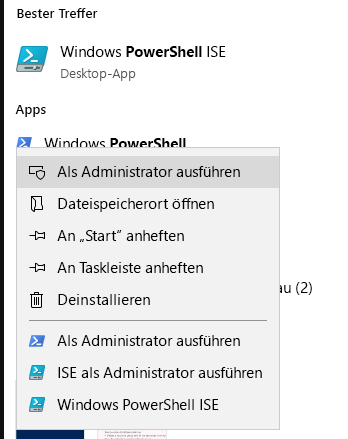 Bester Treffer
Windows PowerShell ISE
Desktop-App
Apps
Windows PowerShell
Als Administrator ausführen
Dateispeicherort öffnen
An „Start“ anheften
An Taskleiste anheften
au (2)
Deinstallieren
Als Administrator ausführen
ISE als Administrator ausführen
Windows PowerShell ISE